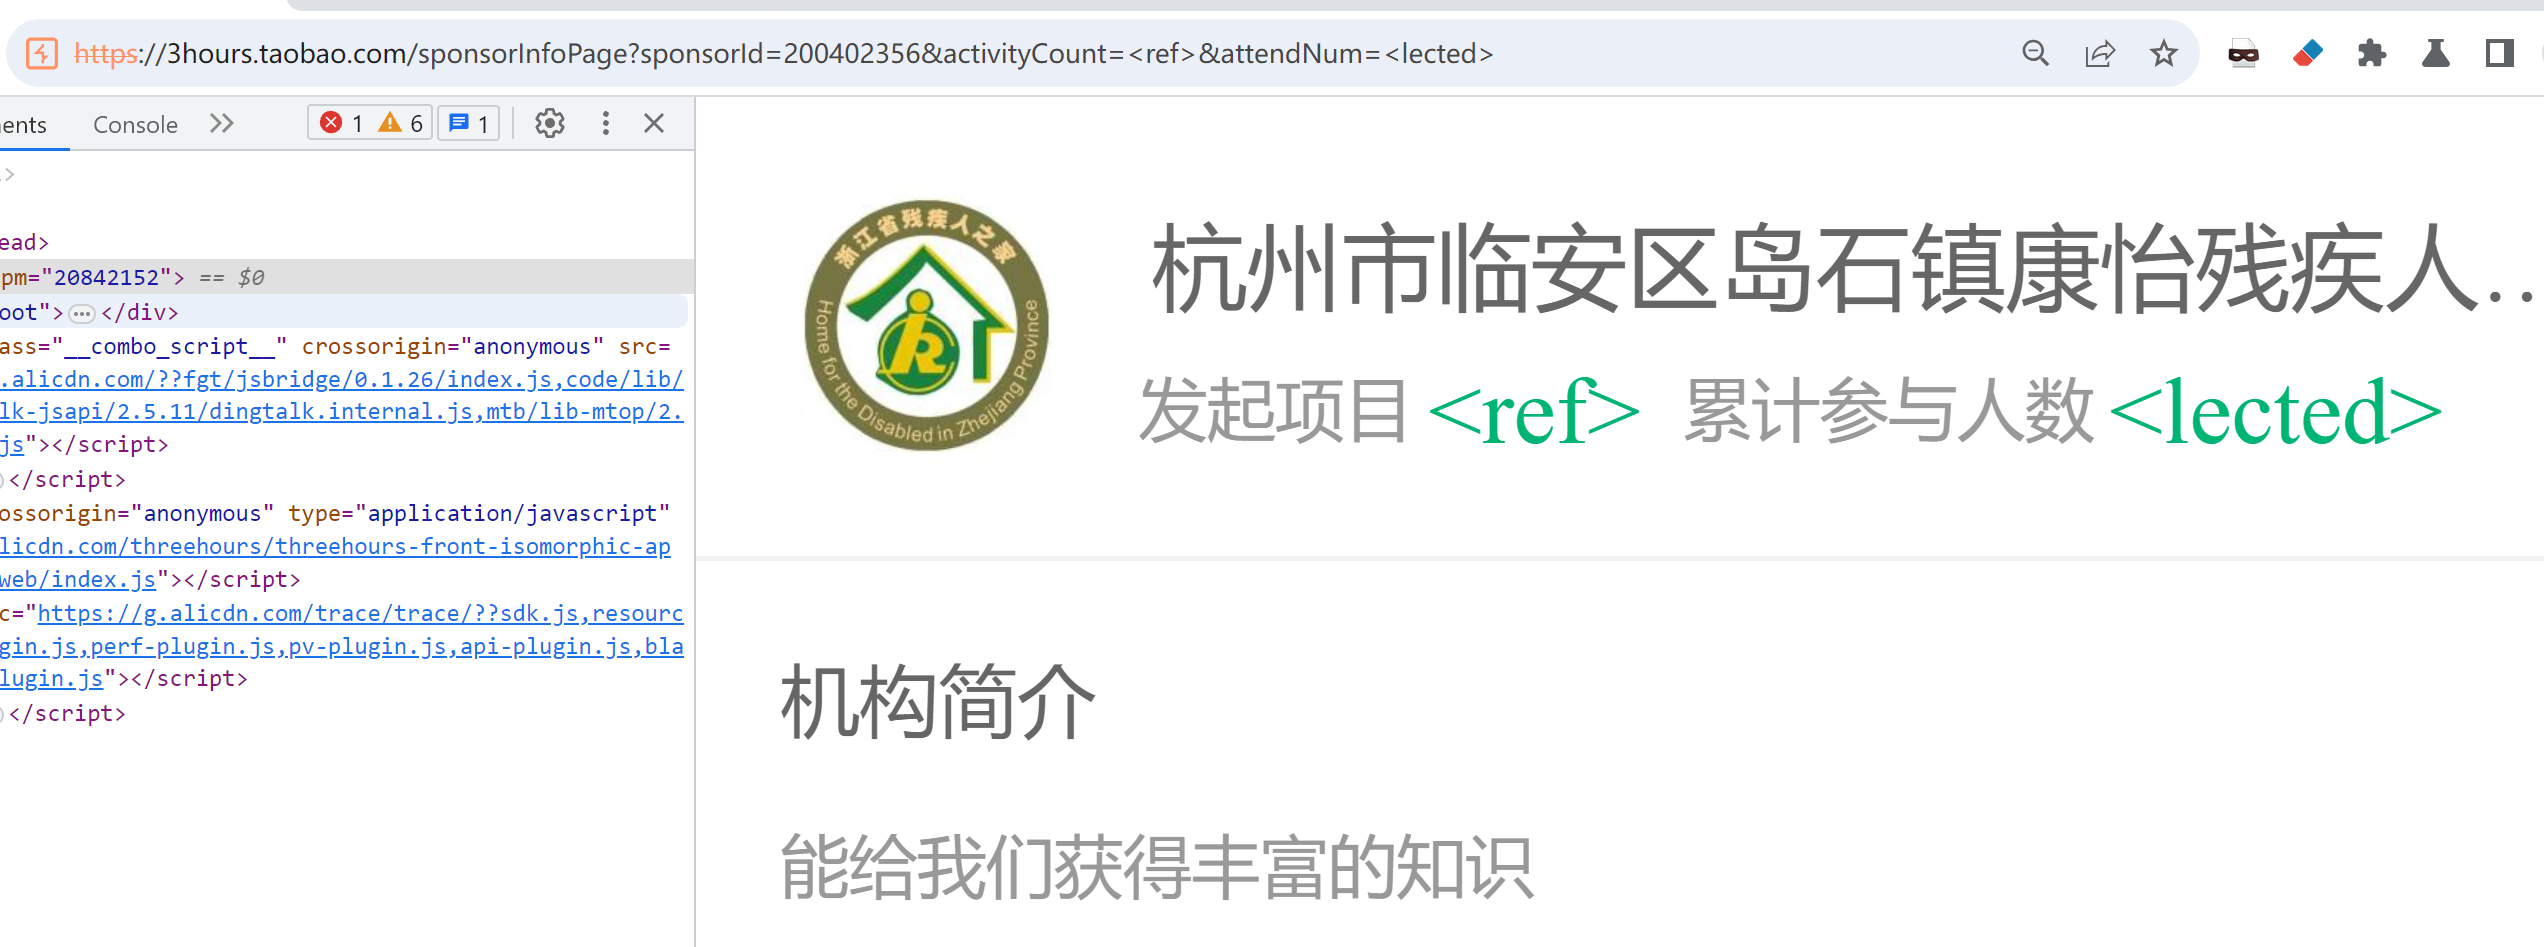 https://3hours.taobao.com/sponsorInfoPage?sponsorId=200402356&activityCount=<ref>&attendNum=<lected>
ents Console 1 6 1
>
ead>
pm="20842152"> == $0
oot">…</div>
ass="__combo_script__" crossorigin="anonymous" src=
.alicdn.com/??fgt/jsbridge/0.1.26/index.js,code/lib/
lk-jsapi/2.5.11/dingtalk.internal.js,mtb/lib-mtop/2.
js"></script>
</script>
ossorigin="anonymous" type="application/javascript"
licdn.com/threehours/threehours-front-isomorphic-ap
web/index.js"></script>
c="https://g.alicdn.com/trace/trace/??sdk.js,resourc
gin.js,perf-plugin.js,pv-plugin.js,api-plugin.js,bla
lugin.js"></script>
</script>
浙江省残疾人之家
Home for the Disabled in Zhejiang Province
杭州市临安区岛石镇康怡残疾人…
发起项目 <ref> 累计参与人数 <lected>
机构简介
能给我们获得丰富的知识